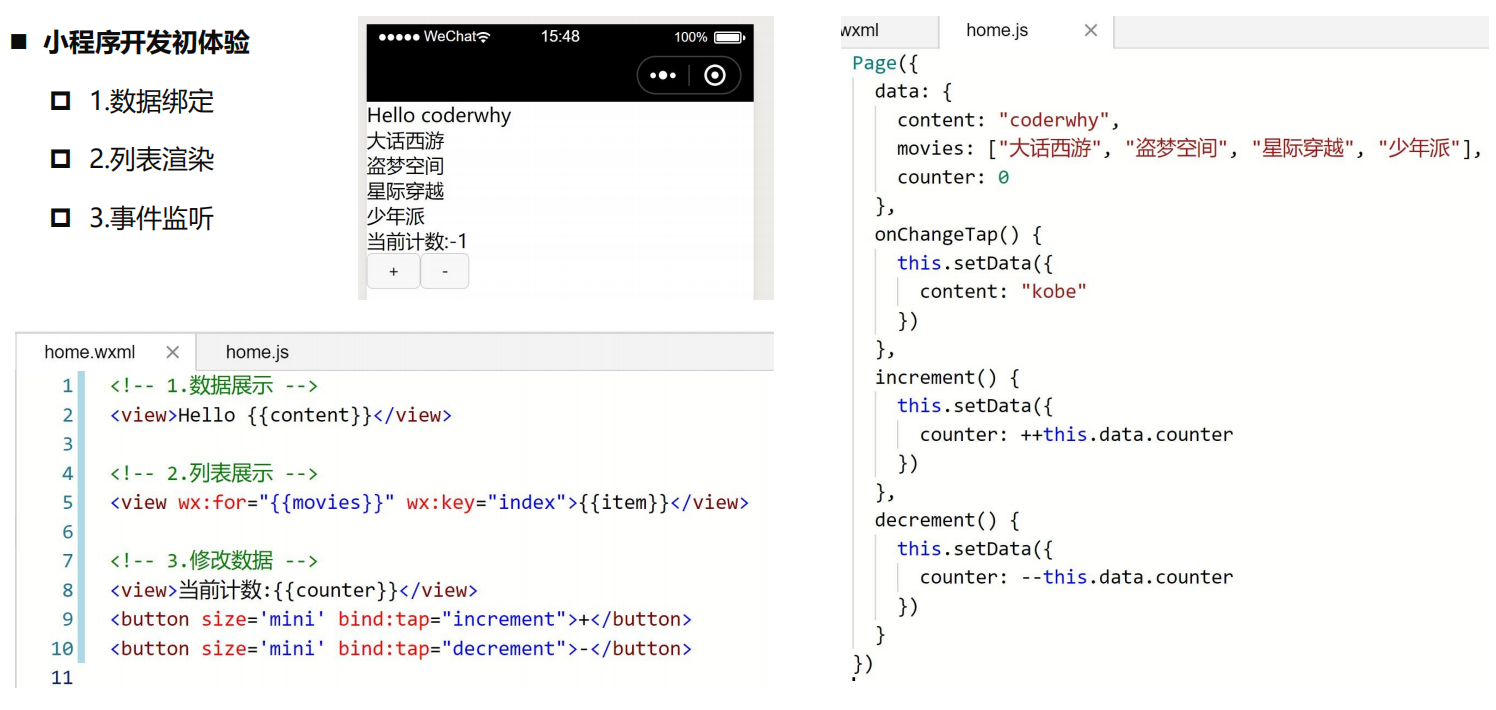 小程序开发初体验
1.数据绑定
2.列表渲染
3.事件监听
WeChat 15:48 100%
Hello coderwhy
大话西游
盗梦空间
星际穿越
少年派
当前计数:-1
+ -
home.wxml home.js
1 <!-- 1.数据展示 -->
2 <view>Hello {{content}}</view>
3
4 <!-- 2.列表展示 -->
5 <view wx:for="{{movies}}" wx:key="index">{{item}}</view>
6
7 <!-- 3.修改数据 -->
8 <view>当前计数:{{counter}}</view>
9 <button size='mini' bind:tap="increment">+</button>
10 <button size='mini' bind:tap="decrement">-</button>
11
wxml home.js
Page({
data: {
content: "coderwhy",
movies: ["大话西游", "盗梦空间", "星际穿越", "少年派"],
counter: 0
},
onChangeTap() {
this.setData({
content: "kobe"
})
},
increment() {
this.setData({
counter: ++this.data.counter
})
},
decrement() {
this.setData({
counter: --this.data.counter
})
}
})